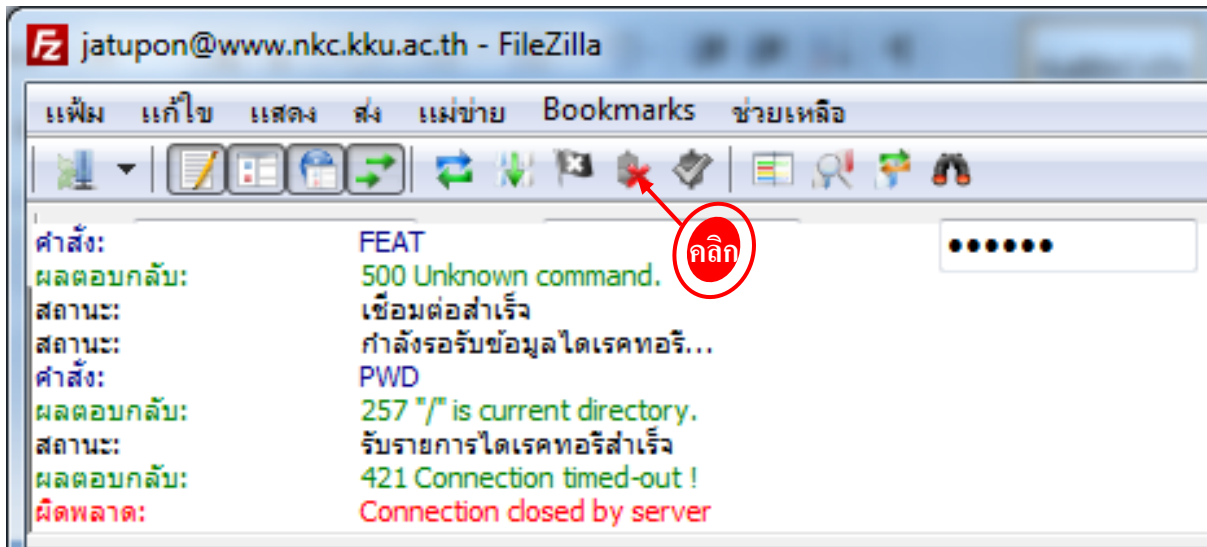 jatupon@www.nkc.kku.ac.th - FileZilla
แฟ้ม แก้ไข แสดง ส่ง แม่ข่าย Bookmarks ช่วยเหลือ
คลิก
••••••
คำสั่ง: FEAT
ผลตอบกลับ: 500 Unknown command.
สถานะ: เชื่อมต่อสำเร็จ
สถานะ: กำลังรอรับข้อมูลไดเรคทอรี...
คำสั่ง: PWD
ผลตอบกลับ: 257 "/" is current directory.
สถานะ: รับรายการไดเรคทอรีสำเร็จ
ผลตอบกลับ: 421 Connection timed-out !
ผิดพลาด: Connection closed by server